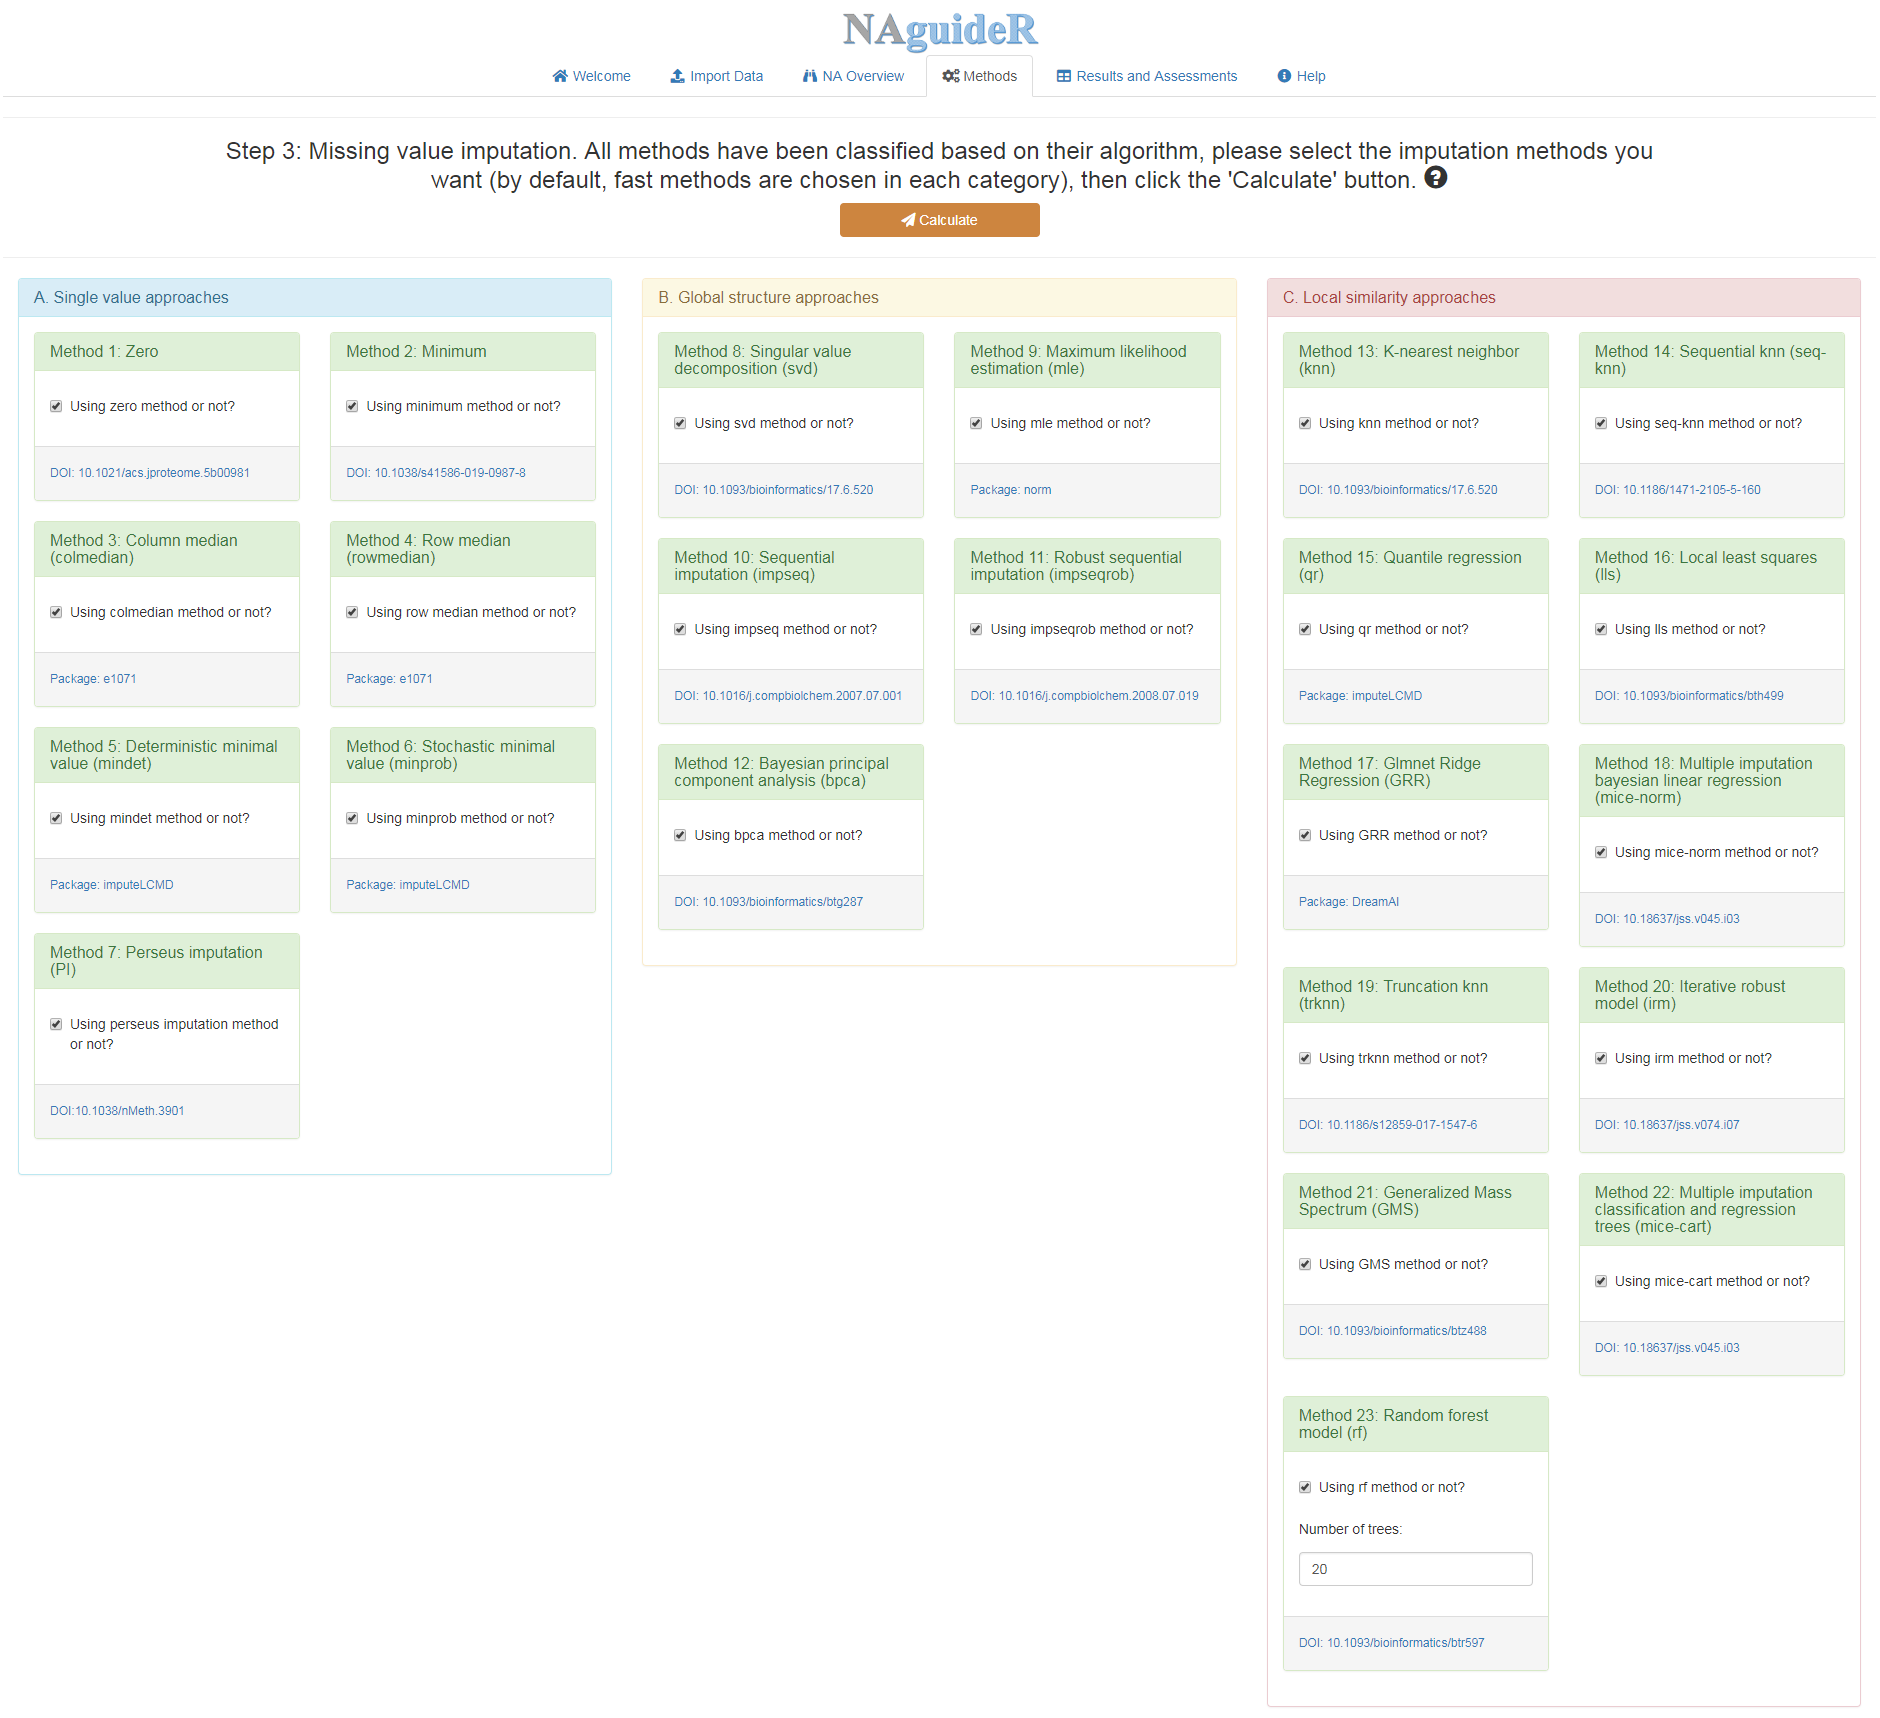 NAguideR
Welcome
Import Data
NA Overview
Methods
Results and Assessments
Help
Step 3: Missing value imputation. All methods have been classified based on their algorithm, please select the imputation methods you
want (by default, fast methods are chosen in each category), then click the 'Calculate' button. ?
Calculate
A. Single value approaches
Method 1: Zero
Using zero method or not?
DOI: 10.1021/acs.jproteome.5b00981
Method 2: Minimum
Using minimum method or not?
DOI: 10.1038/s41586-019-0987-8
Method 3: Column median
(colmedian)
Using colmedian method or not?
Package: e1071
Method 4: Row median
(rowmedian)
Using row median method or not?
Package: e1071
Method 5: Deterministic minimal
value (mindet)
Using mindet method or not?
Package: imputeLCMD
Method 6: Stochastic minimal
value (minprob)
Using minprob method or not?
Package: imputeLCMD
Method 7: Perseus imputation
(PI)
Using perseus imputation method
or not?
DOI:10.1038/nMeth.3901
B. Global structure approaches
Method 8: Singular value
decomposition (svd)
Using svd method or not?
DOI: 10.1093/bioinformatics/17.6.520
Method 9: Maximum likelihood
estimation (mle)
Using mle method or not?
Package: norm
Method 10: Sequential
imputation (impseq)
Using impseq method or not?
DOI: 10.1016/j.compbiolchem.2007.07.001
Method 11: Robust sequential
imputation (impseqrob)
Using impseqrob method or not?
DOI: 10.1016/j.compbiolchem.2008.07.019
Method 12: Bayesian principal
component analysis (bpca)
Using bpca method or not?
DOI: 10.1093/bioinformatics/btg287
C. Local similarity approaches
Method 13: K-nearest neighbor
(knn)
Using knn method or not?
DOI: 10.1093/bioinformatics/17.6.520
Method 14: Sequential knn (seq-
knn)
Using seq-knn method or not?
DOI: 10.1186/1471-2105-5-160
Method 15: Quantile regression
(qr)
Using qr method or not?
Package: imputeLCMD
Method 16: Local least squares
(lls)
Using lls method or not?
DOI: 10.1093/bioinformatics/bth499
Method 17: Glmnet Ridge
Regression (GRR)
Using GRR method or not?
Package: DreamAI
Method 18: Multiple imputation
bayesian linear regression
(mice-norm)
Using mice-norm method or not?
DOI: 10.18637/jss.v045.i03
Method 19: Truncation knn
(trknn)
Using trknn method or not?
DOI: 10.1186/s12859-017-1547-6
Method 20: Iterative robust
model (irm)
Using irm method or not?
DOI: 10.18637/jss.v074.i07
Method 21: Generalized Mass
Spectrum (GMS)
Using GMS method or not?
DOI: 10.1093/bioinformatics/btz488
Method 22: Multiple imputation
classification and regression
trees (mice-cart)
Using mice-cart method or not?
DOI: 10.18637/jss.v045.i03
Method 23: Random forest
model (rf)
Using rf method or not?
Number of trees:
20
DOI: 10.1093/bioinformatics/btr597